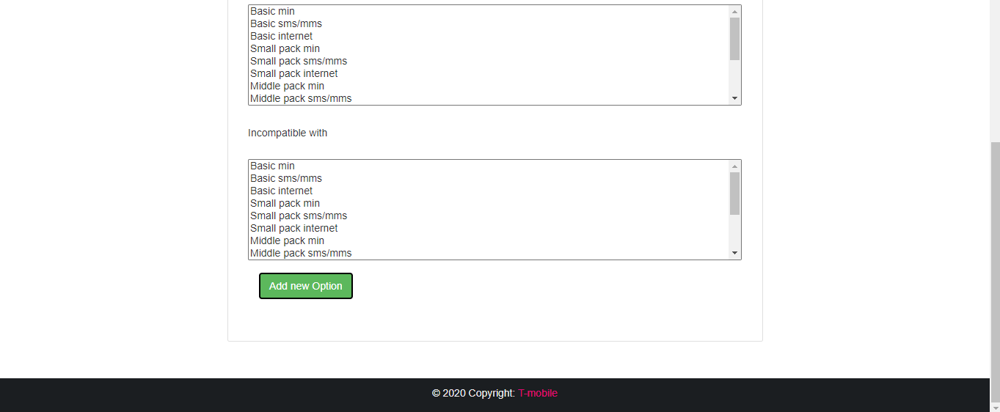 Basic min
Basic sms/mms
Basic internet
Small pack min
Small pack sms/mms
Small pack internet
Middle pack min
Middle pack sms/mms
Incompatible with
Basic min
Basic sms/mms
Basic internet
Small pack min
Small pack sms/mms
Small pack internet
Middle pack min
Middle pack sms/mms
Add new Option
© 2020 Copyright: T-mobile